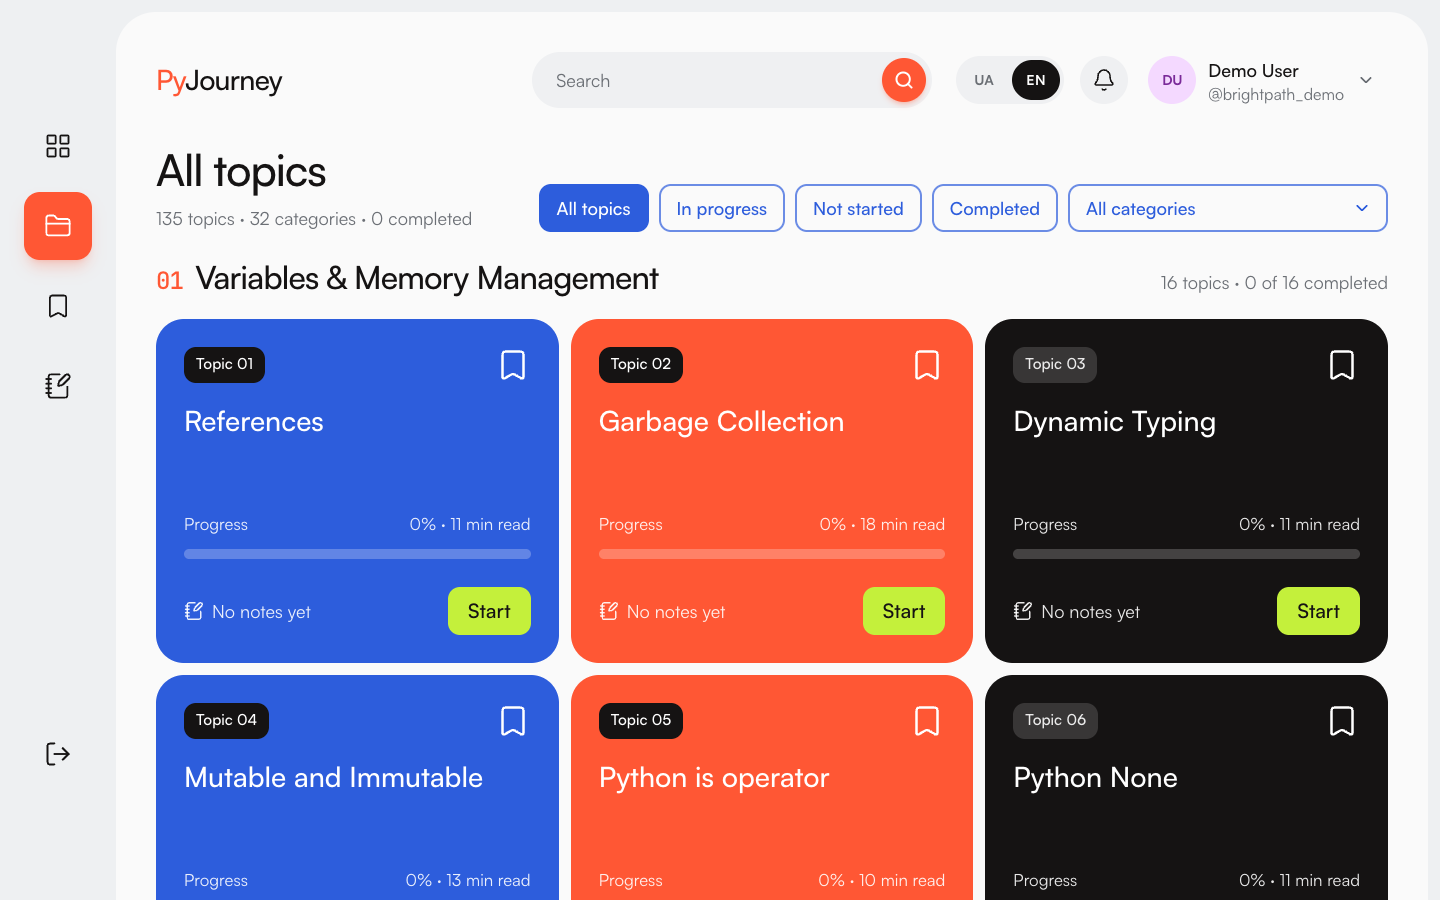 PyJourney
Search
UA
EN
DU
Demo User
@brightpath_demo
All topics
135 topics · 32 categories · 0 completed
All topics
In progress
Not started
Completed
All categories
01 Variables & Memory Management
16 topics · 0 of 16 completed
Topic 01
References
Progress
0% · 11 min read
No notes yet
Start
Topic 02
Garbage Collection
Progress
0% · 18 min read
No notes yet
Start
Topic 03
Dynamic Typing
Progress
0% · 11 min read
No notes yet
Start
Topic 04
Mutable and Immutable
Progress
0% · 13 min read
Topic 05
Python is operator
Progress
0% · 10 min read
Topic 06
Python None
Progress
0% · 11 min read